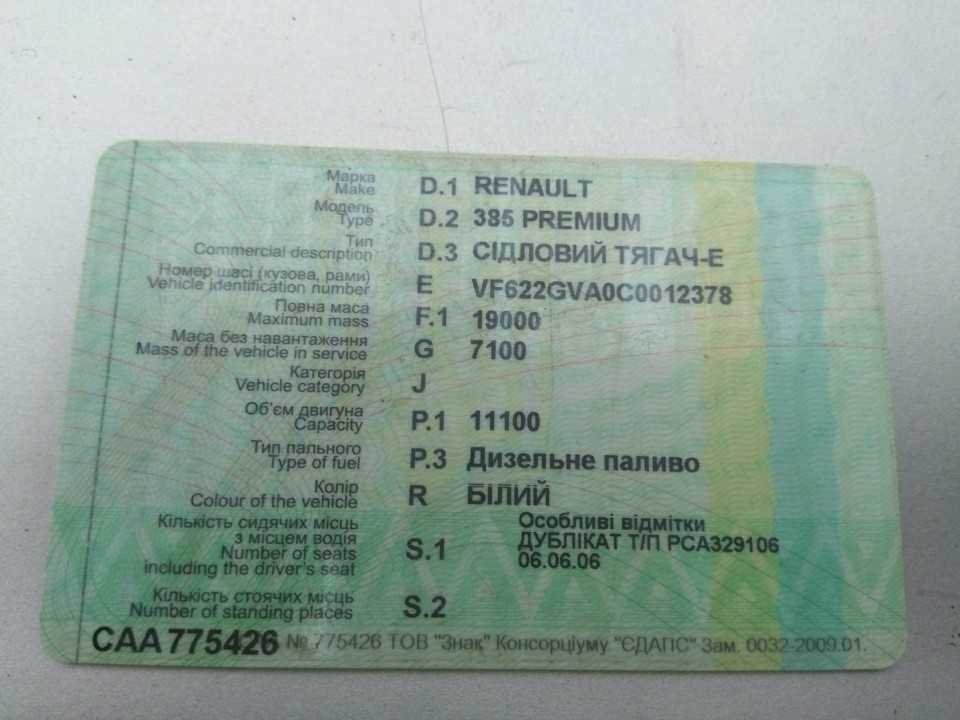 Марка
Make D.1 RENAULT
Модель
Type D.2 385 PREMIUM
Тип
Commercial description D.3 СІДЛОВИЙ ТЯГАЧ-Е
Номер шасі (кузова, рами)
Vehicle identification number E VF622GVA0C0012378
Повна маса
Maximum mass F.1 19000
Маса без навантаження
Mass of the vehicle in service G 7100
Категорія
Vehicle category J
Об'єм двигуна
Capacity P.1 11100
Тип пального
Type of fuel P.3 Дизельне паливо
Колір
Colour of the vehicle R БІЛИЙ
Кількість сидячих місць
з місцем водія
Number of seats
including the driver's seat S.1
Особливі відмітки
ДУБЛІКАТ Т/П РСА329106
06.06.06
Кількість стоячих місць
Number of standing places S.2
САА775426 № 775426 ТОВ "Знак" Консорціуму "ЄДАПС" Зам. 0032-2009.01.